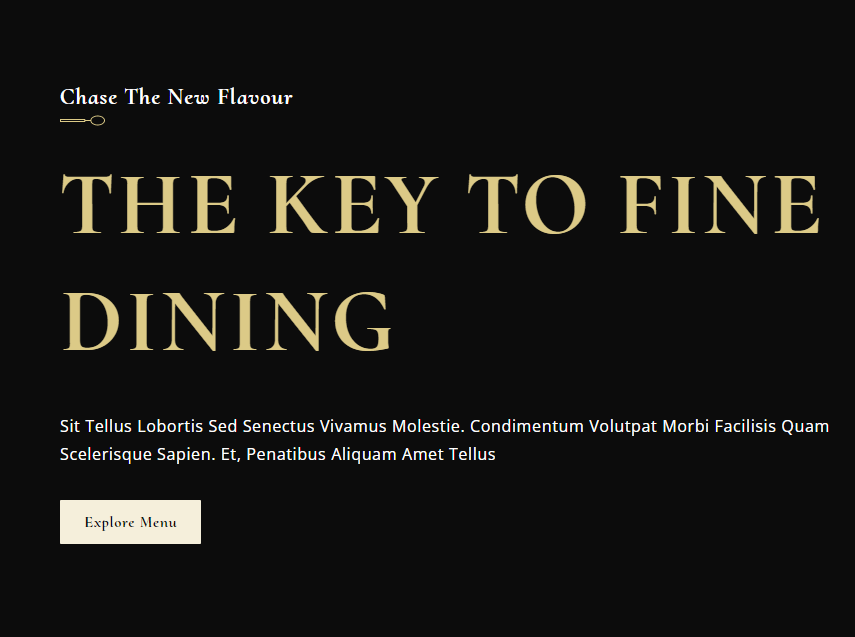 Chase The New Flavour
THE KEY TO FINE
DINING
Sit Tellus Lobortis Sed Senectus Vivamus Molestie. Condimentum Volutpat Morbi Facilisis Quam
Scelerisque Sapien. Et, Penatibus Aliquam Amet Tellus
Explore Menu